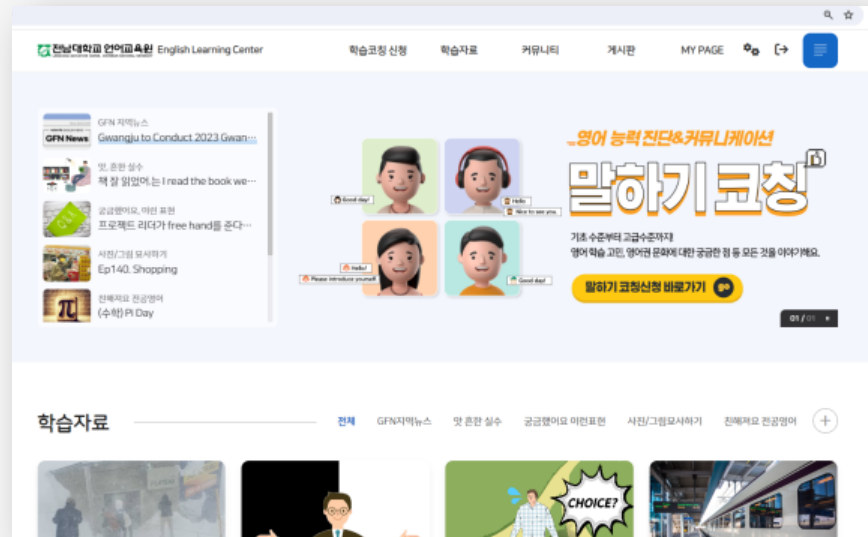 전남대학교 언어교육원 English Learning Center
학습코칭 신청 학습자료 커뮤니티 게시판 MY PAGE
GFN 지역뉴스
GFN News
Gwangju to Conduct 2023 Gwan…
맛, 흔한 실수
책 잘 읽었어.는 I read the book we…
궁금했어요, 이런 표현
프로젝트 리더가 free hand를 준다…
사진/그림 묘사하기
Ep140. Shopping
친해져요 전공영어
(수학) Pi Day
Good day!
Hello
Nice to see you.
Hello!
Please introduce yourself
Good day!
영어 능력 진단&커뮤니케이션
말하기 코칭
기초 수준부터 고급수준까지!
영어 학습 고민, 영어권 문화에 대한 궁금한 점 등 모든 것을 이야기해요.
말하기 코칭신청 바로가기 go
01 / 01
학습자료
전체 GFN지역뉴스 앗 흔한 실수 궁금했어요 이런표현 사진/그림묘사하기 친해져요 전공영어
CHOICE?